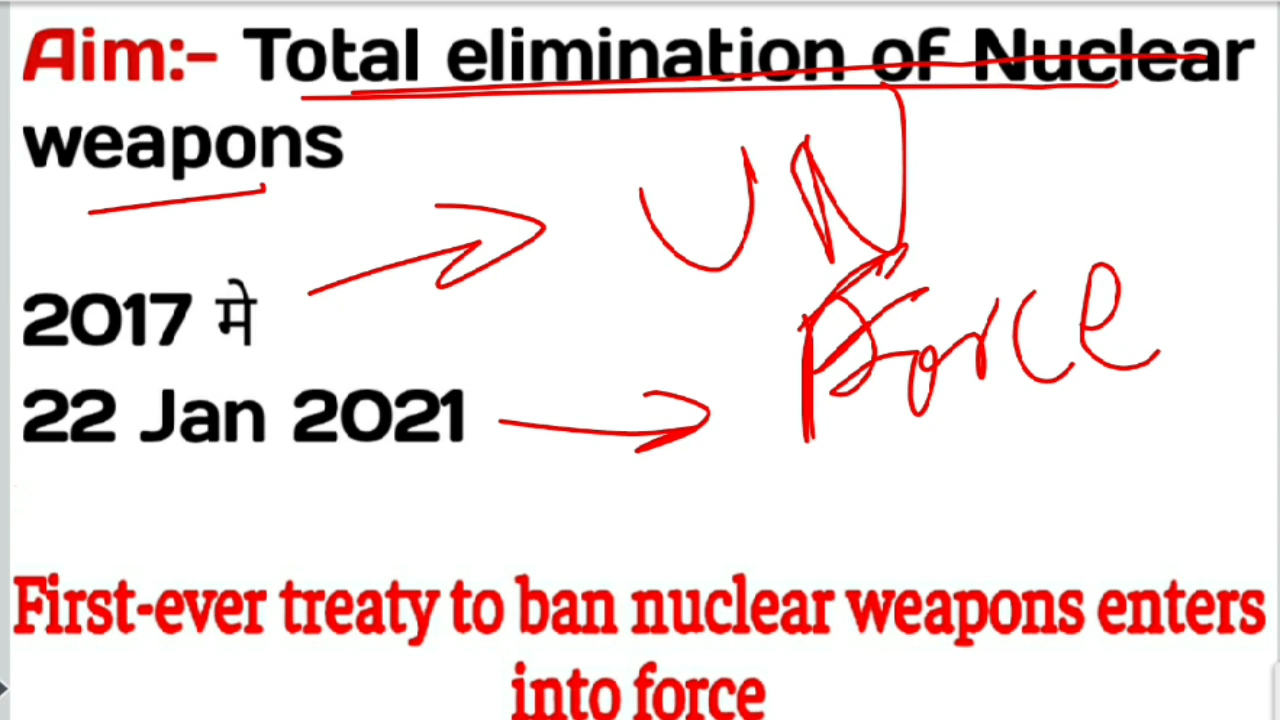 Aim:- Total elimination of Nuclear
weapons
UN
2017 मे
Force
22 Jan 2021
First-ever treaty to ban nuclear weapons enters
into force